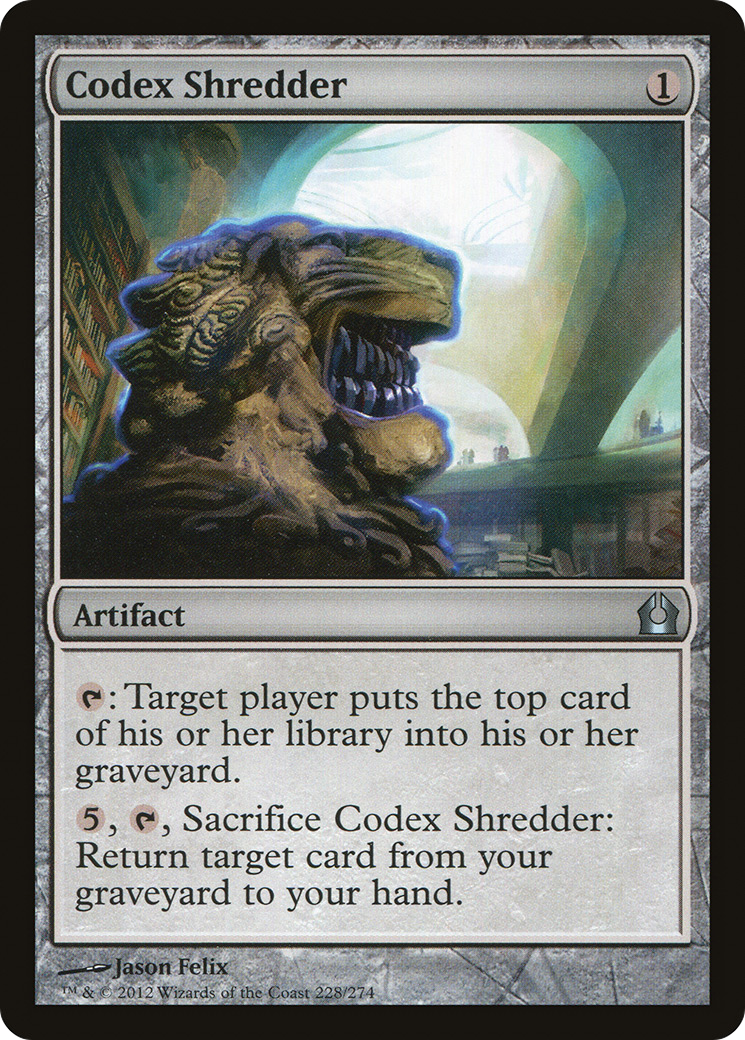 Codex Shredder 1
Artifact
: Target player puts the top card
of his or her library into his or her
graveyard.
5, , Sacrifice Codex Shredder:
Return target card from your
graveyard to your hand.
Jason Felix
™ & © 2012 Wizards of the Coast 228/274